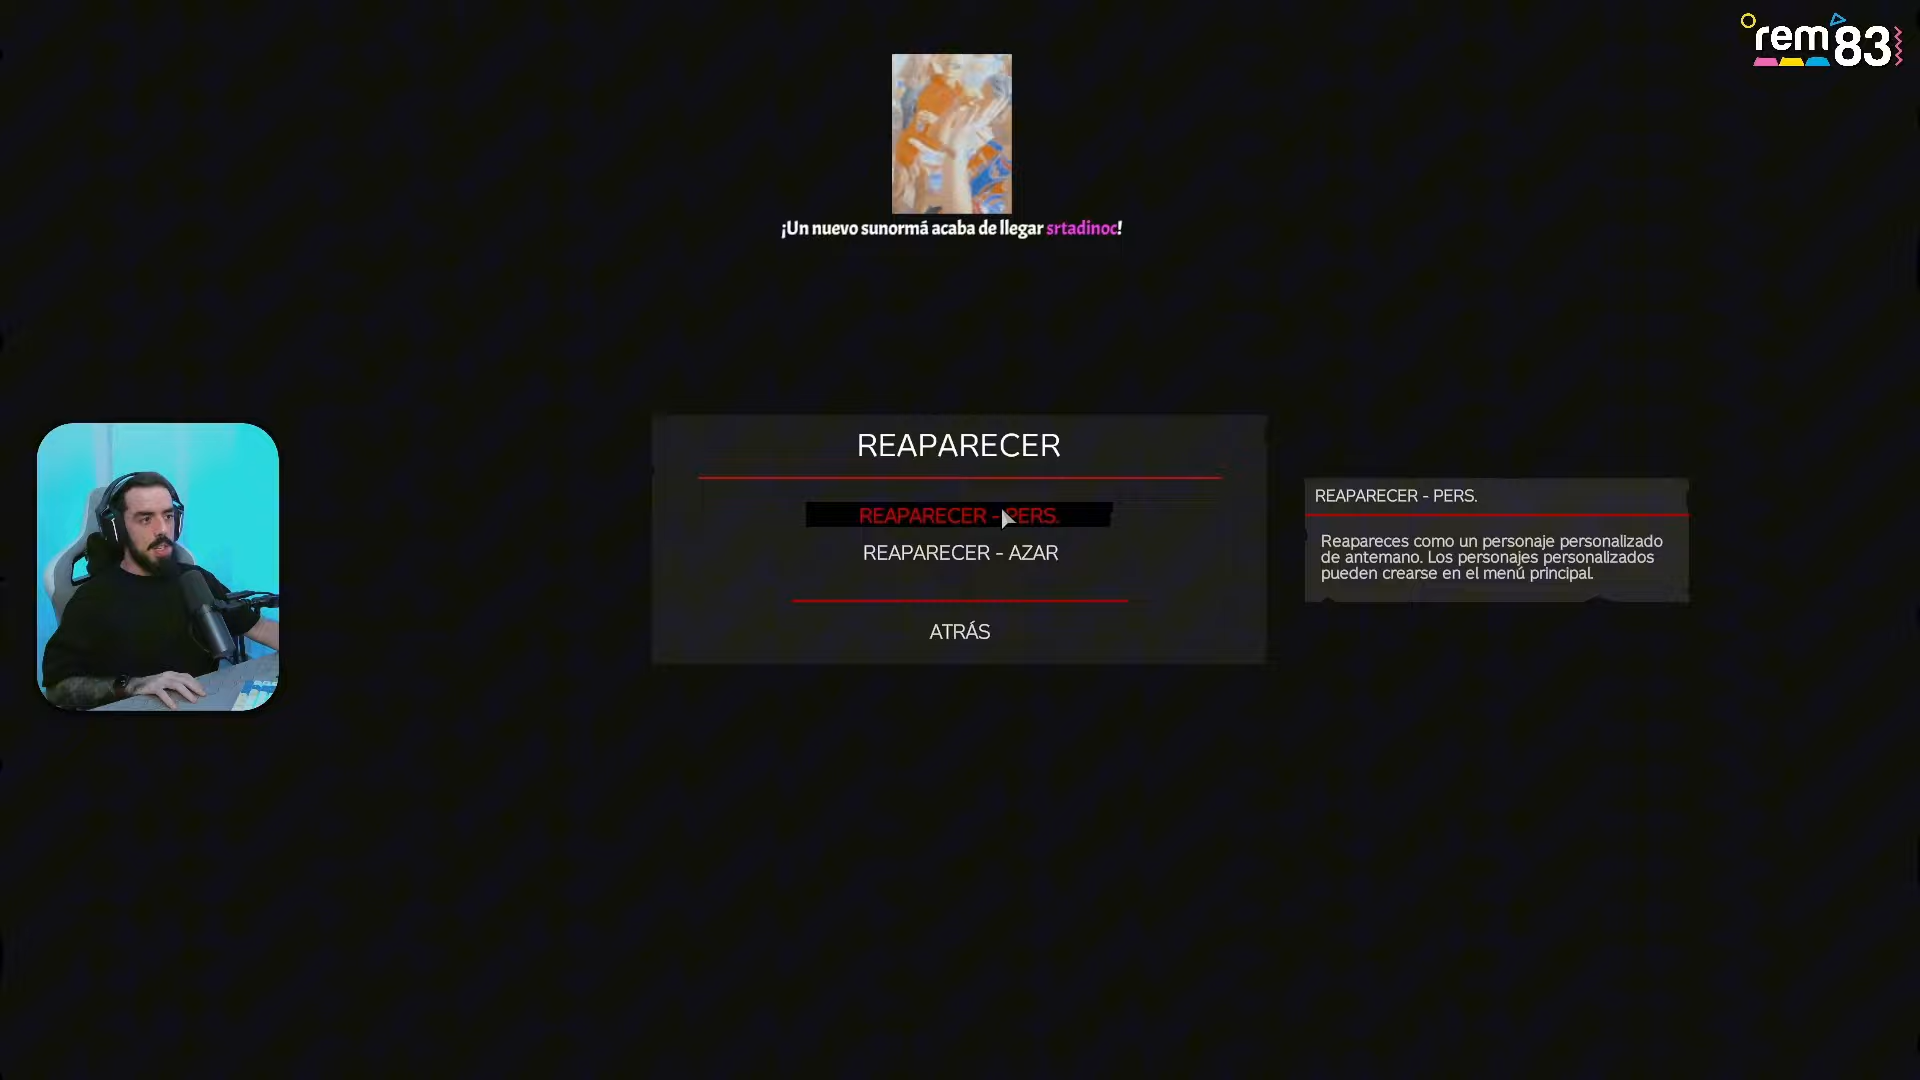 rem83
¡Un nuevo sunormá acaba de llegar srtadinoc!
REAPARECER
REAPARECER - PERS.
REAPARECER - AZAR
ATRÁS
REAPARECER - PERS.
Reapareces como un personaje personalizado
de antemano. Los personajes personalizados
pueden crearse en el menú principal.